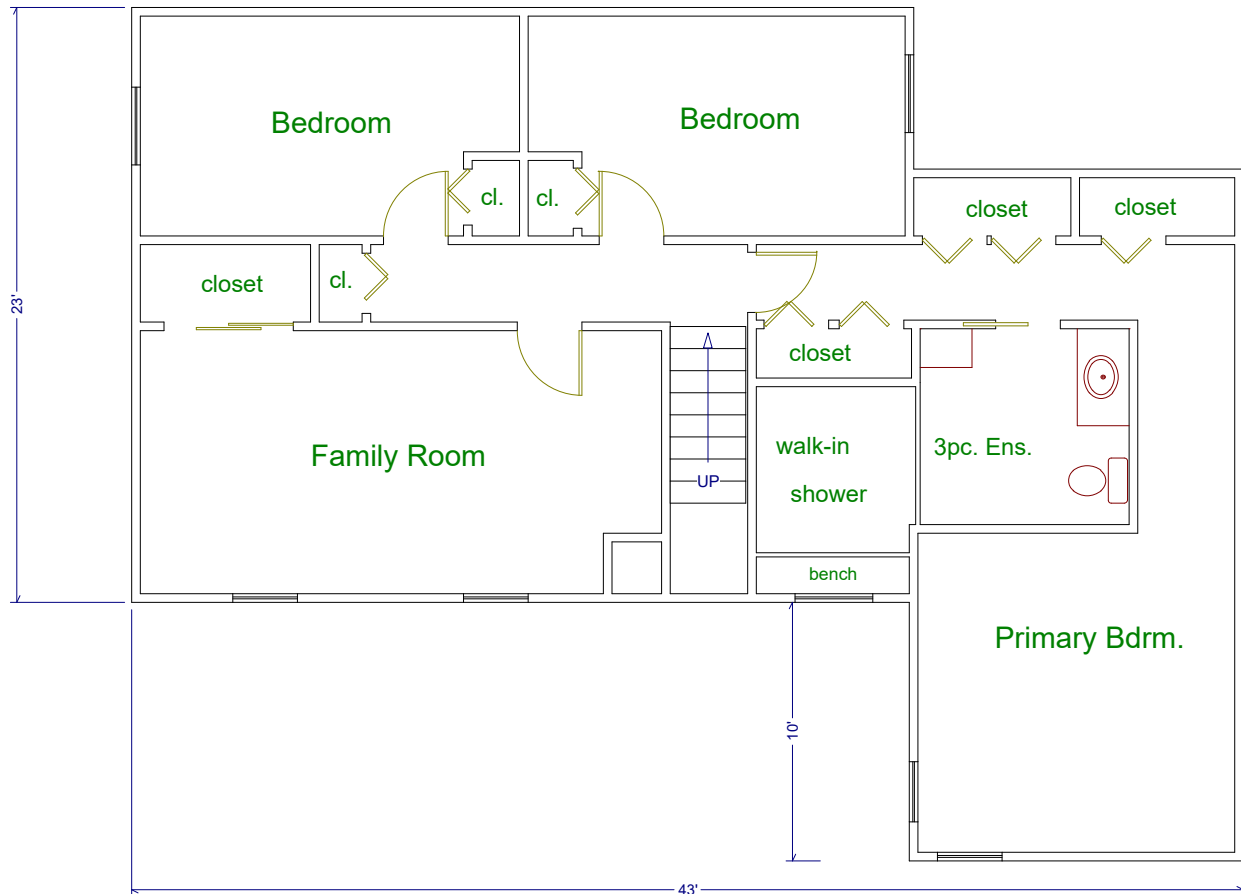 Bedroom
Bedroom
cl.
cl.
closet
closet
closet
cl.
23'
closet
Family Room
walk-in
shower
3pc. Ens.
UP
bench
Primary Bdrm.
10'
43'